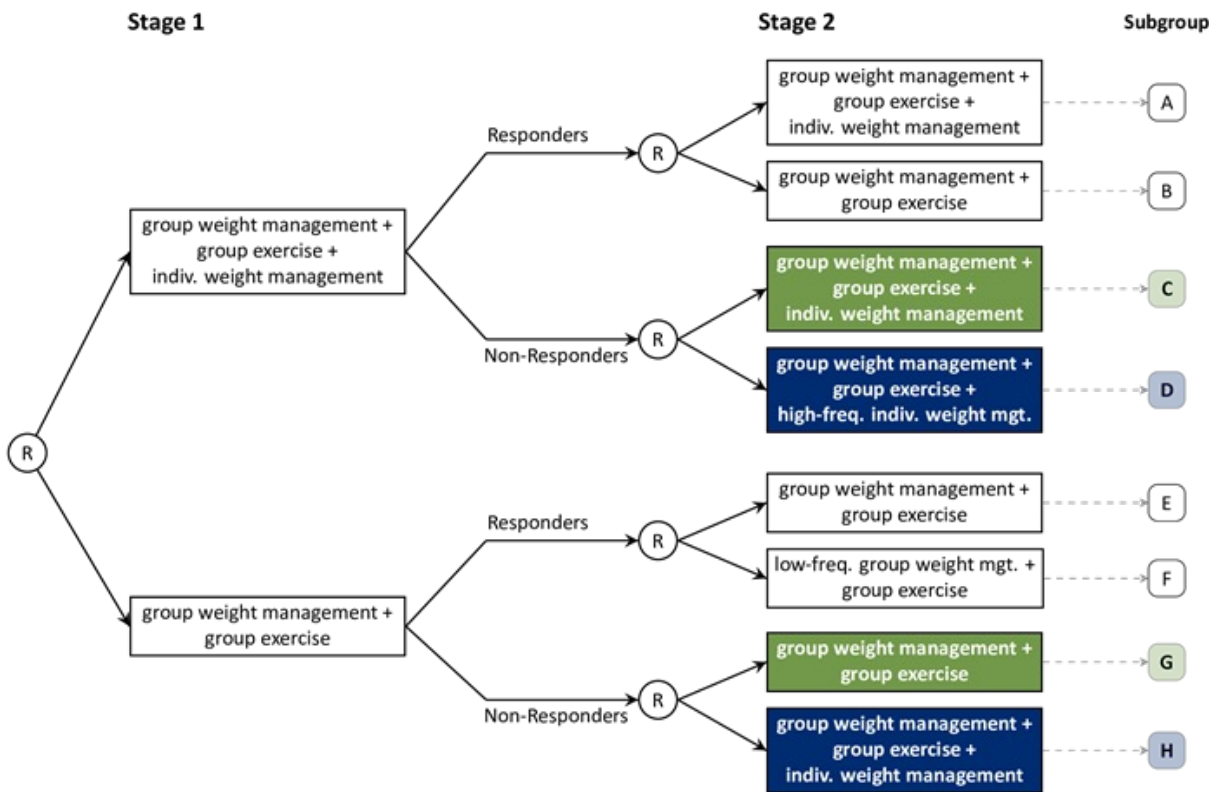 Stage 1
Stage 2
Subgroup
group weight management +
group exercise +
indiv. weight management
A
Responders
R
group weight management +
group exercise
B
group weight management +
group exercise +
indiv. weight management
group weight management +
group exercise +
indiv. weight management
C
R
Non-Responders
group weight management +
group exercise +
high-freq. indiv. weight mgt.
D
R
group weight management +
group exercise
E
Responders
R
low-freq. group weight mgt. +
group exercise
F
group weight management +
group exercise
group weight management +
group exercise
G
Non-Responders
R
group weight management +
group exercise +
indiv. weight management
H